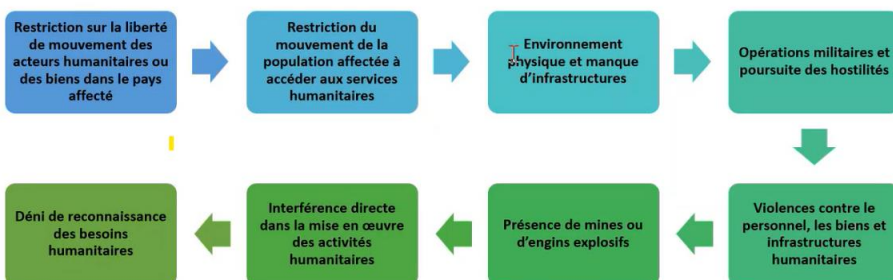 Restriction sur la liberté
de mouvement des
acteurs humanitaires ou
des biens dans le pays
affecté
Restriction du
mouvement de la
population affectée à
accéder aux services
humanitaires
Environnement
physique et manque
d'infrastructures
Opérations militaires et
poursuite des hostilités
Violences contre le
personnel, les biens et
infrastructures
humanitaires
Présence de mines ou
d'engins explosifs
Interférence directe
dans la mise en œuvre
des activités
humanitaires
Déni de reconnaissance
des besoins
humanitaires